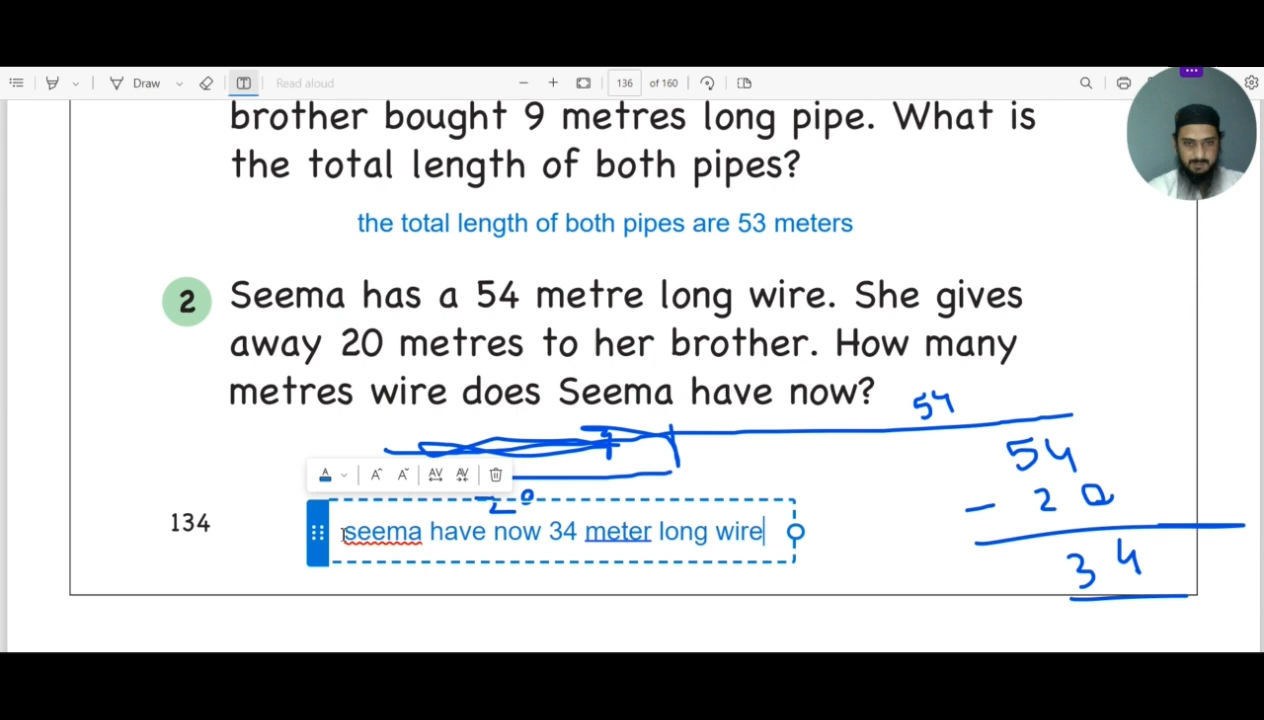 Draw
Read aloud
136 of 160
brother bought 9 metres long pipe. What is
the total length of both pipes?
the total length of both pipes are 53 meters
2 Seema has a 54 metre long wire. She gives
away 20 metres to her brother. How many
metres wire does Seema have now?
54
54
- 20
34
20
134
seema have now 34 meter long wire